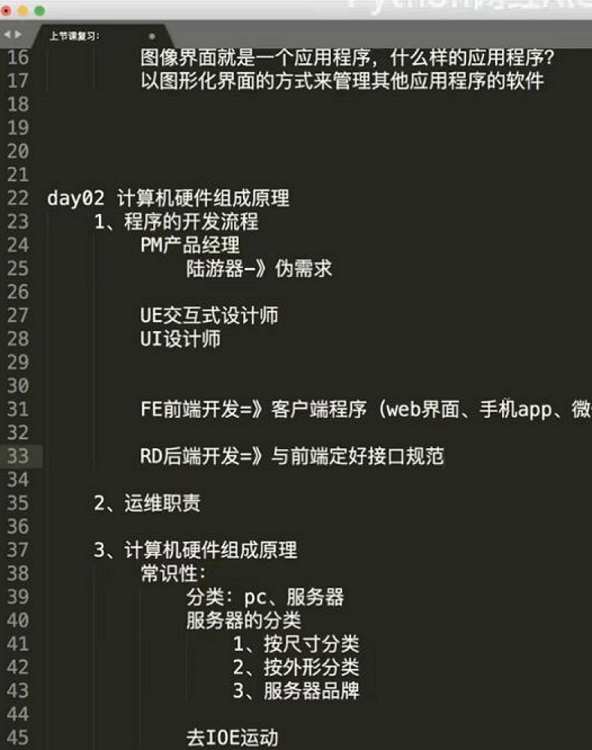 上节课复习：
16 图像界面就是一个应用程序，什么样的应用程序？
17 以图形化界面的方式来管理其他应用程序的软件
18
19
20
21
22 day02 计算机硬件组成原理
23 1、程序的开发流程
24 PM产品经理
25 陆游器-》伪需求
26
27 UE交互式设计师
28 UI设计师
29
30
31 FE前端开发=》客户端程序（web界面、手机app、微
32
33 RD后端开发=》与前端定好接口规范
34
35 2、运维职责
36
37 3、计算机硬件组成原理
38 常识性：
39 分类：pc、服务器
40 服务器的分类
41 1、按尺寸分类
42 2、按外形分类
43 3、服务器品牌
44
45 去IOE运动